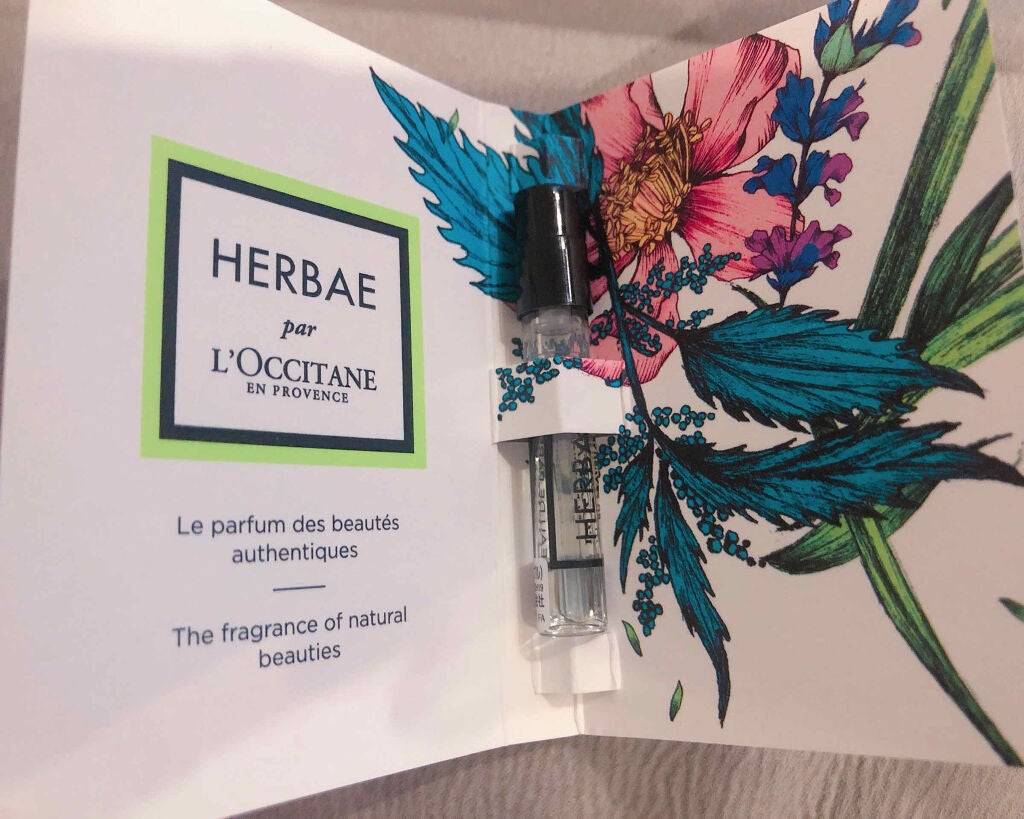 HERBAE
par
L'OCCITANE
EN PROVENCE
Le parfum des beautés
authentiques
The fragrance of natural
beauties
HERBAE